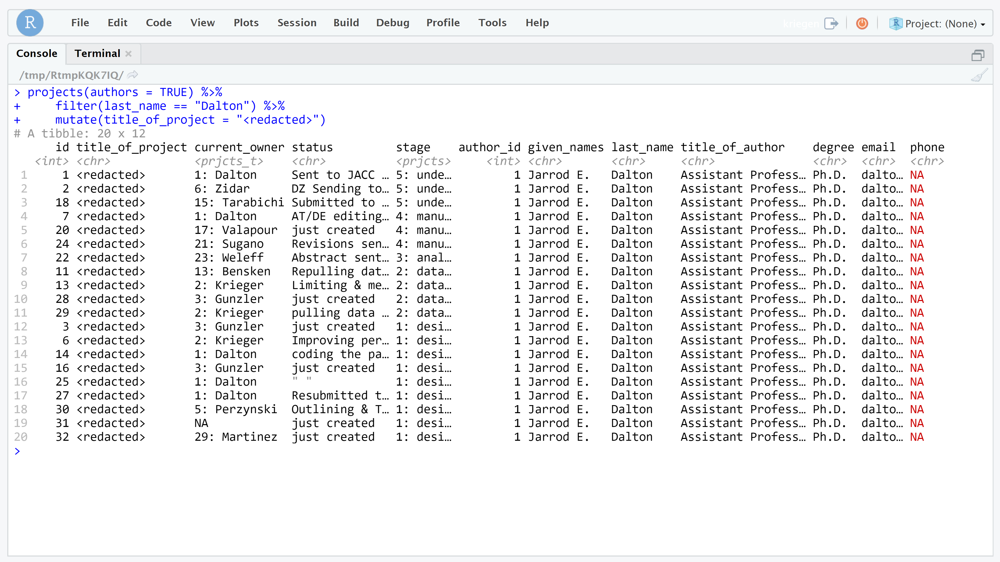 R File Edit Code View Plots Session Build Debug Profile Tools Help kriegen Project: (None)
Console Terminal
/tmp/RtmpKQK7IQ/
> projects(authors = TRUE) %>%
+     filter(last_name == "Dalton") %>%
+     mutate(title_of_project = "<redacted>")
# A tibble: 20 x 12
id title_of_project current_owner status stage author_id given_names last_name title_of_author degree email phone
<int> <chr> <prjcts_t> <chr> <prjcts> <int> <chr> <chr> <chr> <chr> <chr> <chr>
1 1 <redacted> 1: Dalton Sent to JACC … 5: unde… 1 Jarrod E. Dalton Assistant Profess… Ph.D. dalto… NA
2 2 <redacted> 6: Zidar DZ Sending to… 5: unde… 1 Jarrod E. Dalton Assistant Profess… Ph.D. dalto… NA
3 18 <redacted> 15: Tarabichi Submitted to … 5: unde… 1 Jarrod E. Dalton Assistant Profess… Ph.D. dalto… NA
4 7 <redacted> 1: Dalton AT/DE editing… 4: manu… 1 Jarrod E. Dalton Assistant Profess… Ph.D. dalto… NA
5 20 <redacted> 17: Valapour just created 4: manu… 1 Jarrod E. Dalton Assistant Profess… Ph.D. dalto… NA
6 24 <redacted> 21: Sugano Revisions sen… 4: manu… 1 Jarrod E. Dalton Assistant Profess… Ph.D. dalto… NA
7 22 <redacted> 23: Weleff Abstract sent… 3: anal… 1 Jarrod E. Dalton Assistant Profess… Ph.D. dalto… NA
8 11 <redacted> 13: Bensken Repulling dat… 2: data… 1 Jarrod E. Dalton Assistant Profess… Ph.D. dalto… NA
9 13 <redacted> 2: Krieger Limiting & me… 2: data… 1 Jarrod E. Dalton Assistant Profess… Ph.D. dalto… NA
10 28 <redacted> 3: Gunzler just created 2: data… 1 Jarrod E. Dalton Assistant Profess… Ph.D. dalto… NA
11 29 <redacted> 2: Krieger pulling data … 2: data… 1 Jarrod E. Dalton Assistant Profess… Ph.D. dalto… NA
12 3 <redacted> 3: Gunzler just created 1: desi… 1 Jarrod E. Dalton Assistant Profess… Ph.D. dalto… NA
13 6 <redacted> 2: Krieger Improving per… 1: desi… 1 Jarrod E. Dalton Assistant Profess… Ph.D. dalto… NA
14 14 <redacted> 1: Dalton coding the pa… 1: desi… 1 Jarrod E. Dalton Assistant Profess… Ph.D. dalto… NA
15 16 <redacted> 3: Gunzler just created 1: desi… 1 Jarrod E. Dalton Assistant Profess… Ph.D. dalto… NA
16 25 <redacted> 1: Dalton " " 1: desi… 1 Jarrod E. Dalton Assistant Profess… Ph.D. dalto… NA
17 27 <redacted> 1: Dalton Resubmitted t… 1: desi… 1 Jarrod E. Dalton Assistant Profess… Ph.D. dalto… NA
18 30 <redacted> 5: Perzynski Outlining & T… 1: desi… 1 Jarrod E. Dalton Assistant Profess… Ph.D. dalto… NA
19 31 <redacted> NA just created 1: desi… 1 Jarrod E. Dalton Assistant Profess… Ph.D. dalto… NA
20 32 <redacted> 29: Martinez just created 1: desi… 1 Jarrod E. Dalton Assistant Profess… Ph.D. dalto… NA
>